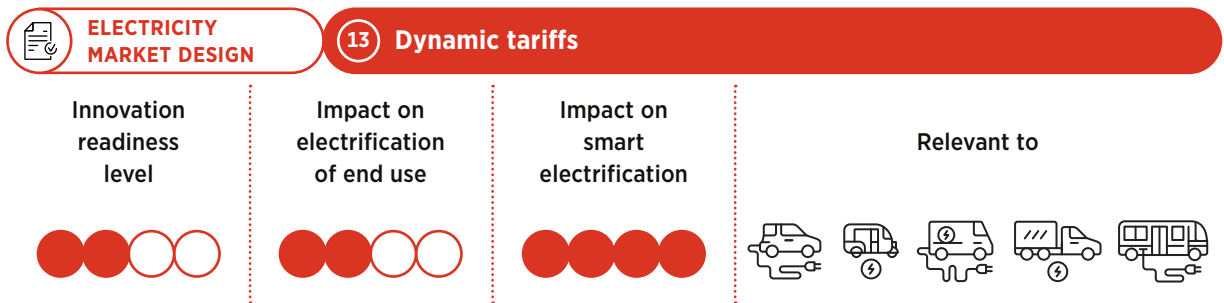 ELECTRICITY
MARKET DESIGN
13 Dynamic tariffs
Innovation
readiness
level
Impact on
electrification
of end use
Impact on
smart
electrification
Relevant to